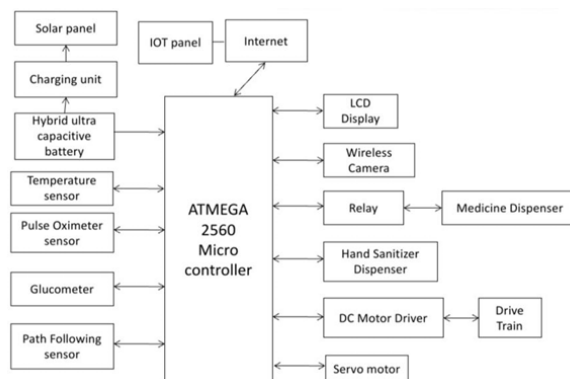 Solar panel
Charging unit
Hybrid ultra
capacitive
battery
Temperature
sensor
Pulse Oximeter
sensor
Glucometer
Path Following
sensor
IOT panel
Internet
ATMEGA
2560
Micro
controller
LCD
Display
Wireless
Camera
Relay
Medicine Dispenser
Hand Sanitizer
Dispenser
DC Motor Driver
Drive
Train
Servo motor